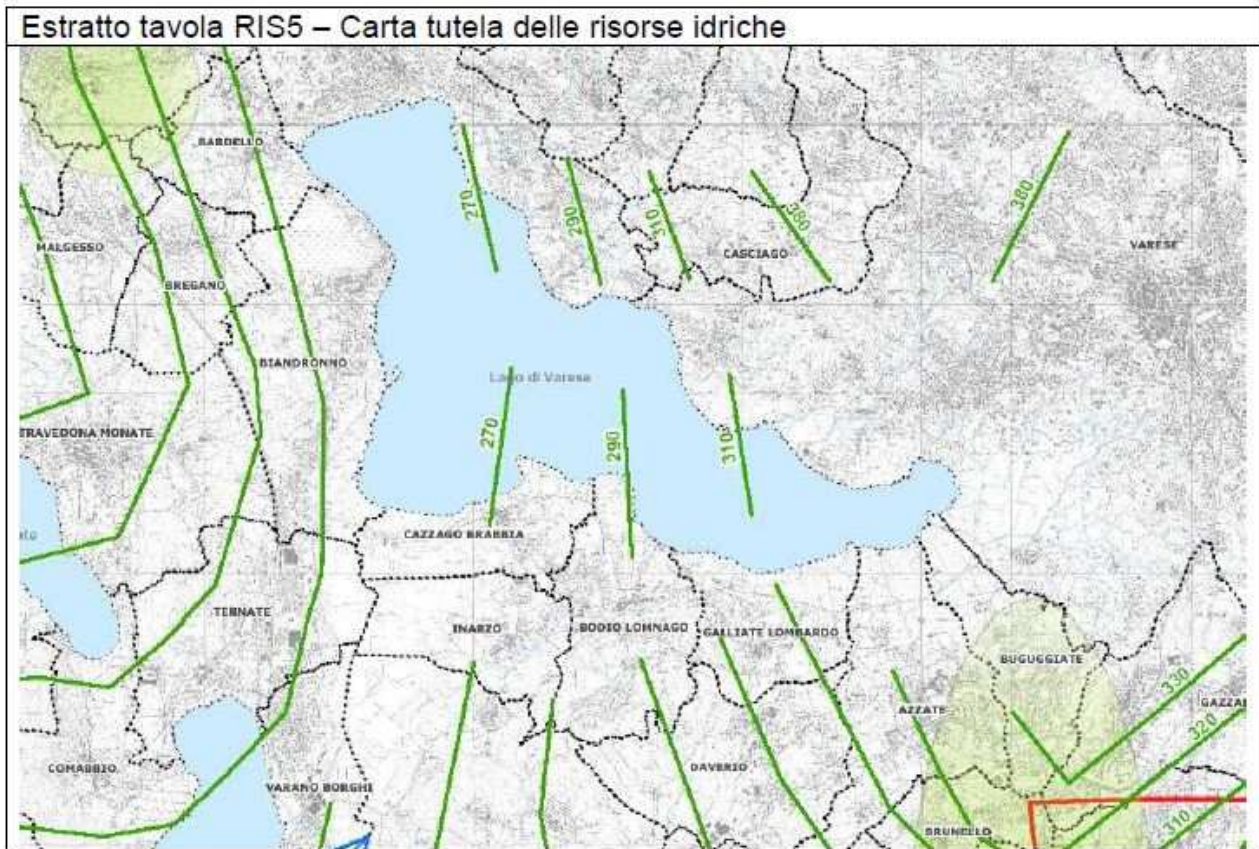 Estratto tavola RIS5 – Carta tutela delle risorse idriche
BARDELLO
270
290
310
380
380
MALGESSO
CASCIAGO
VARESE
BREGANO
BIANDRONNO
Lago di Varese
TRAVEDONA MONATE
270
290
310
CAZZAGO BRABBIA
TERNATE
INARZO
BODIO LOMNAGO
GALLIATE LOMBARDO
BUGUGGIATE
330
AZZATE
GAZZA
320
COMABBIO
DAVERIO
VARANO BORGHI
BRUNELLO
310